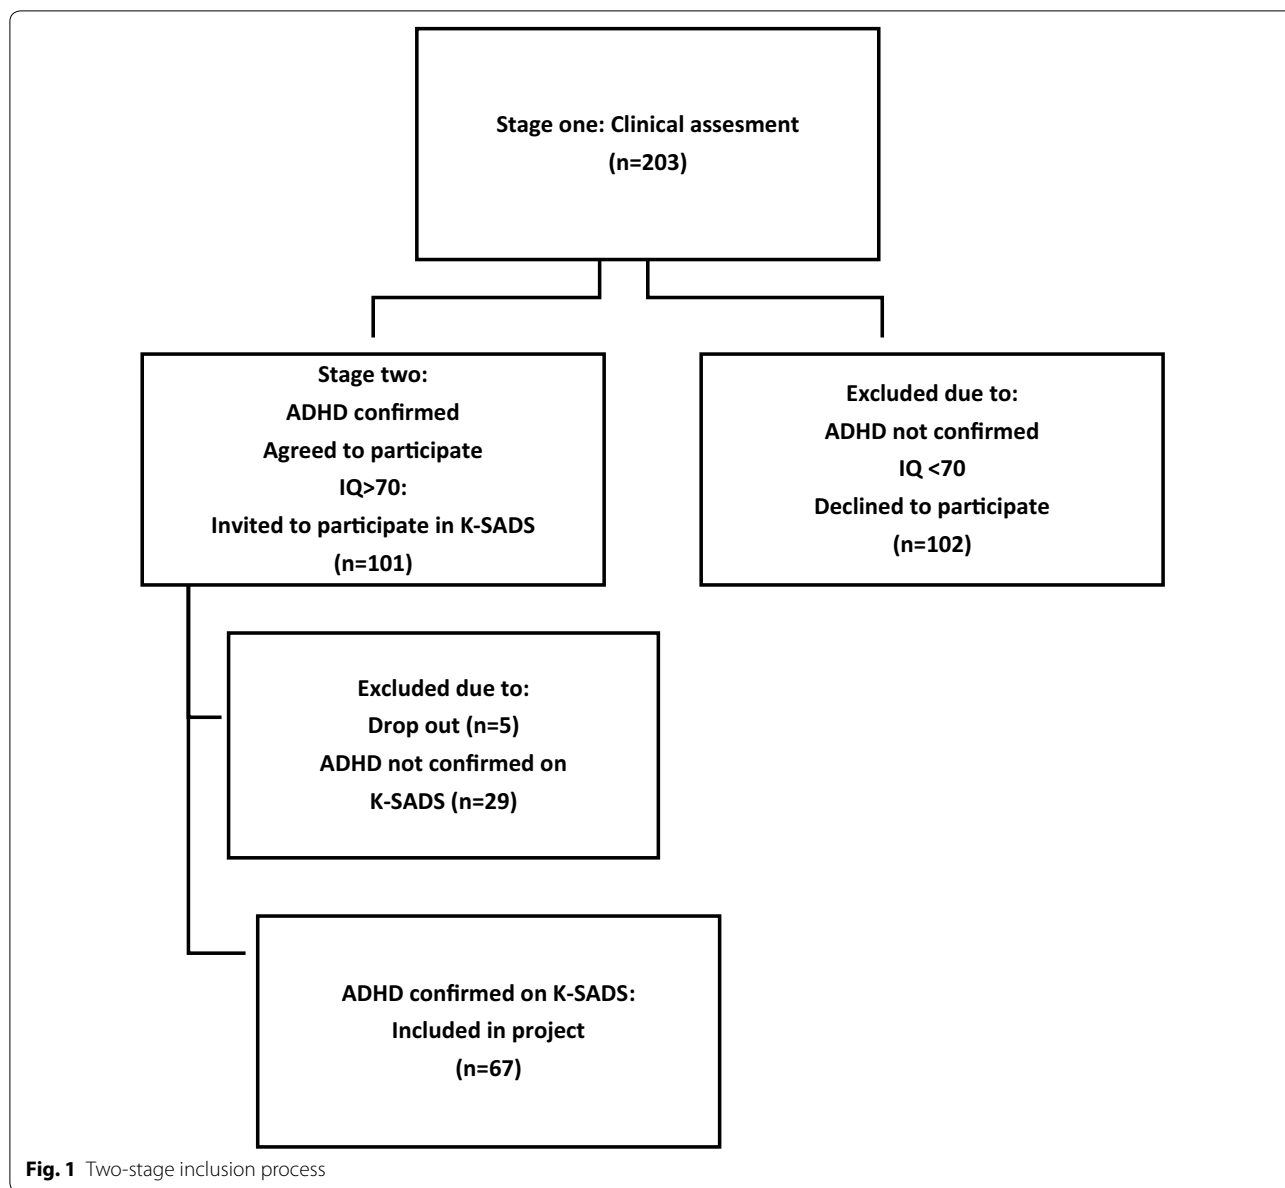 Stage one: Clinical assesment
(n=203)
Stage two:
ADHD confirmed
Agreed to participate
IQ>70:
Invited to participate in K-SADS
(n=101)
Excluded due to:
ADHD not confirmed
IQ <70
Declined to participate
(n=102)
Excluded due to:
Drop out (n=5)
ADHD not confirmed on
K-SADS (n=29)
ADHD confirmed on K-SADS:
Included in project
(n=67)
Fig. 1 Two-stage inclusion process